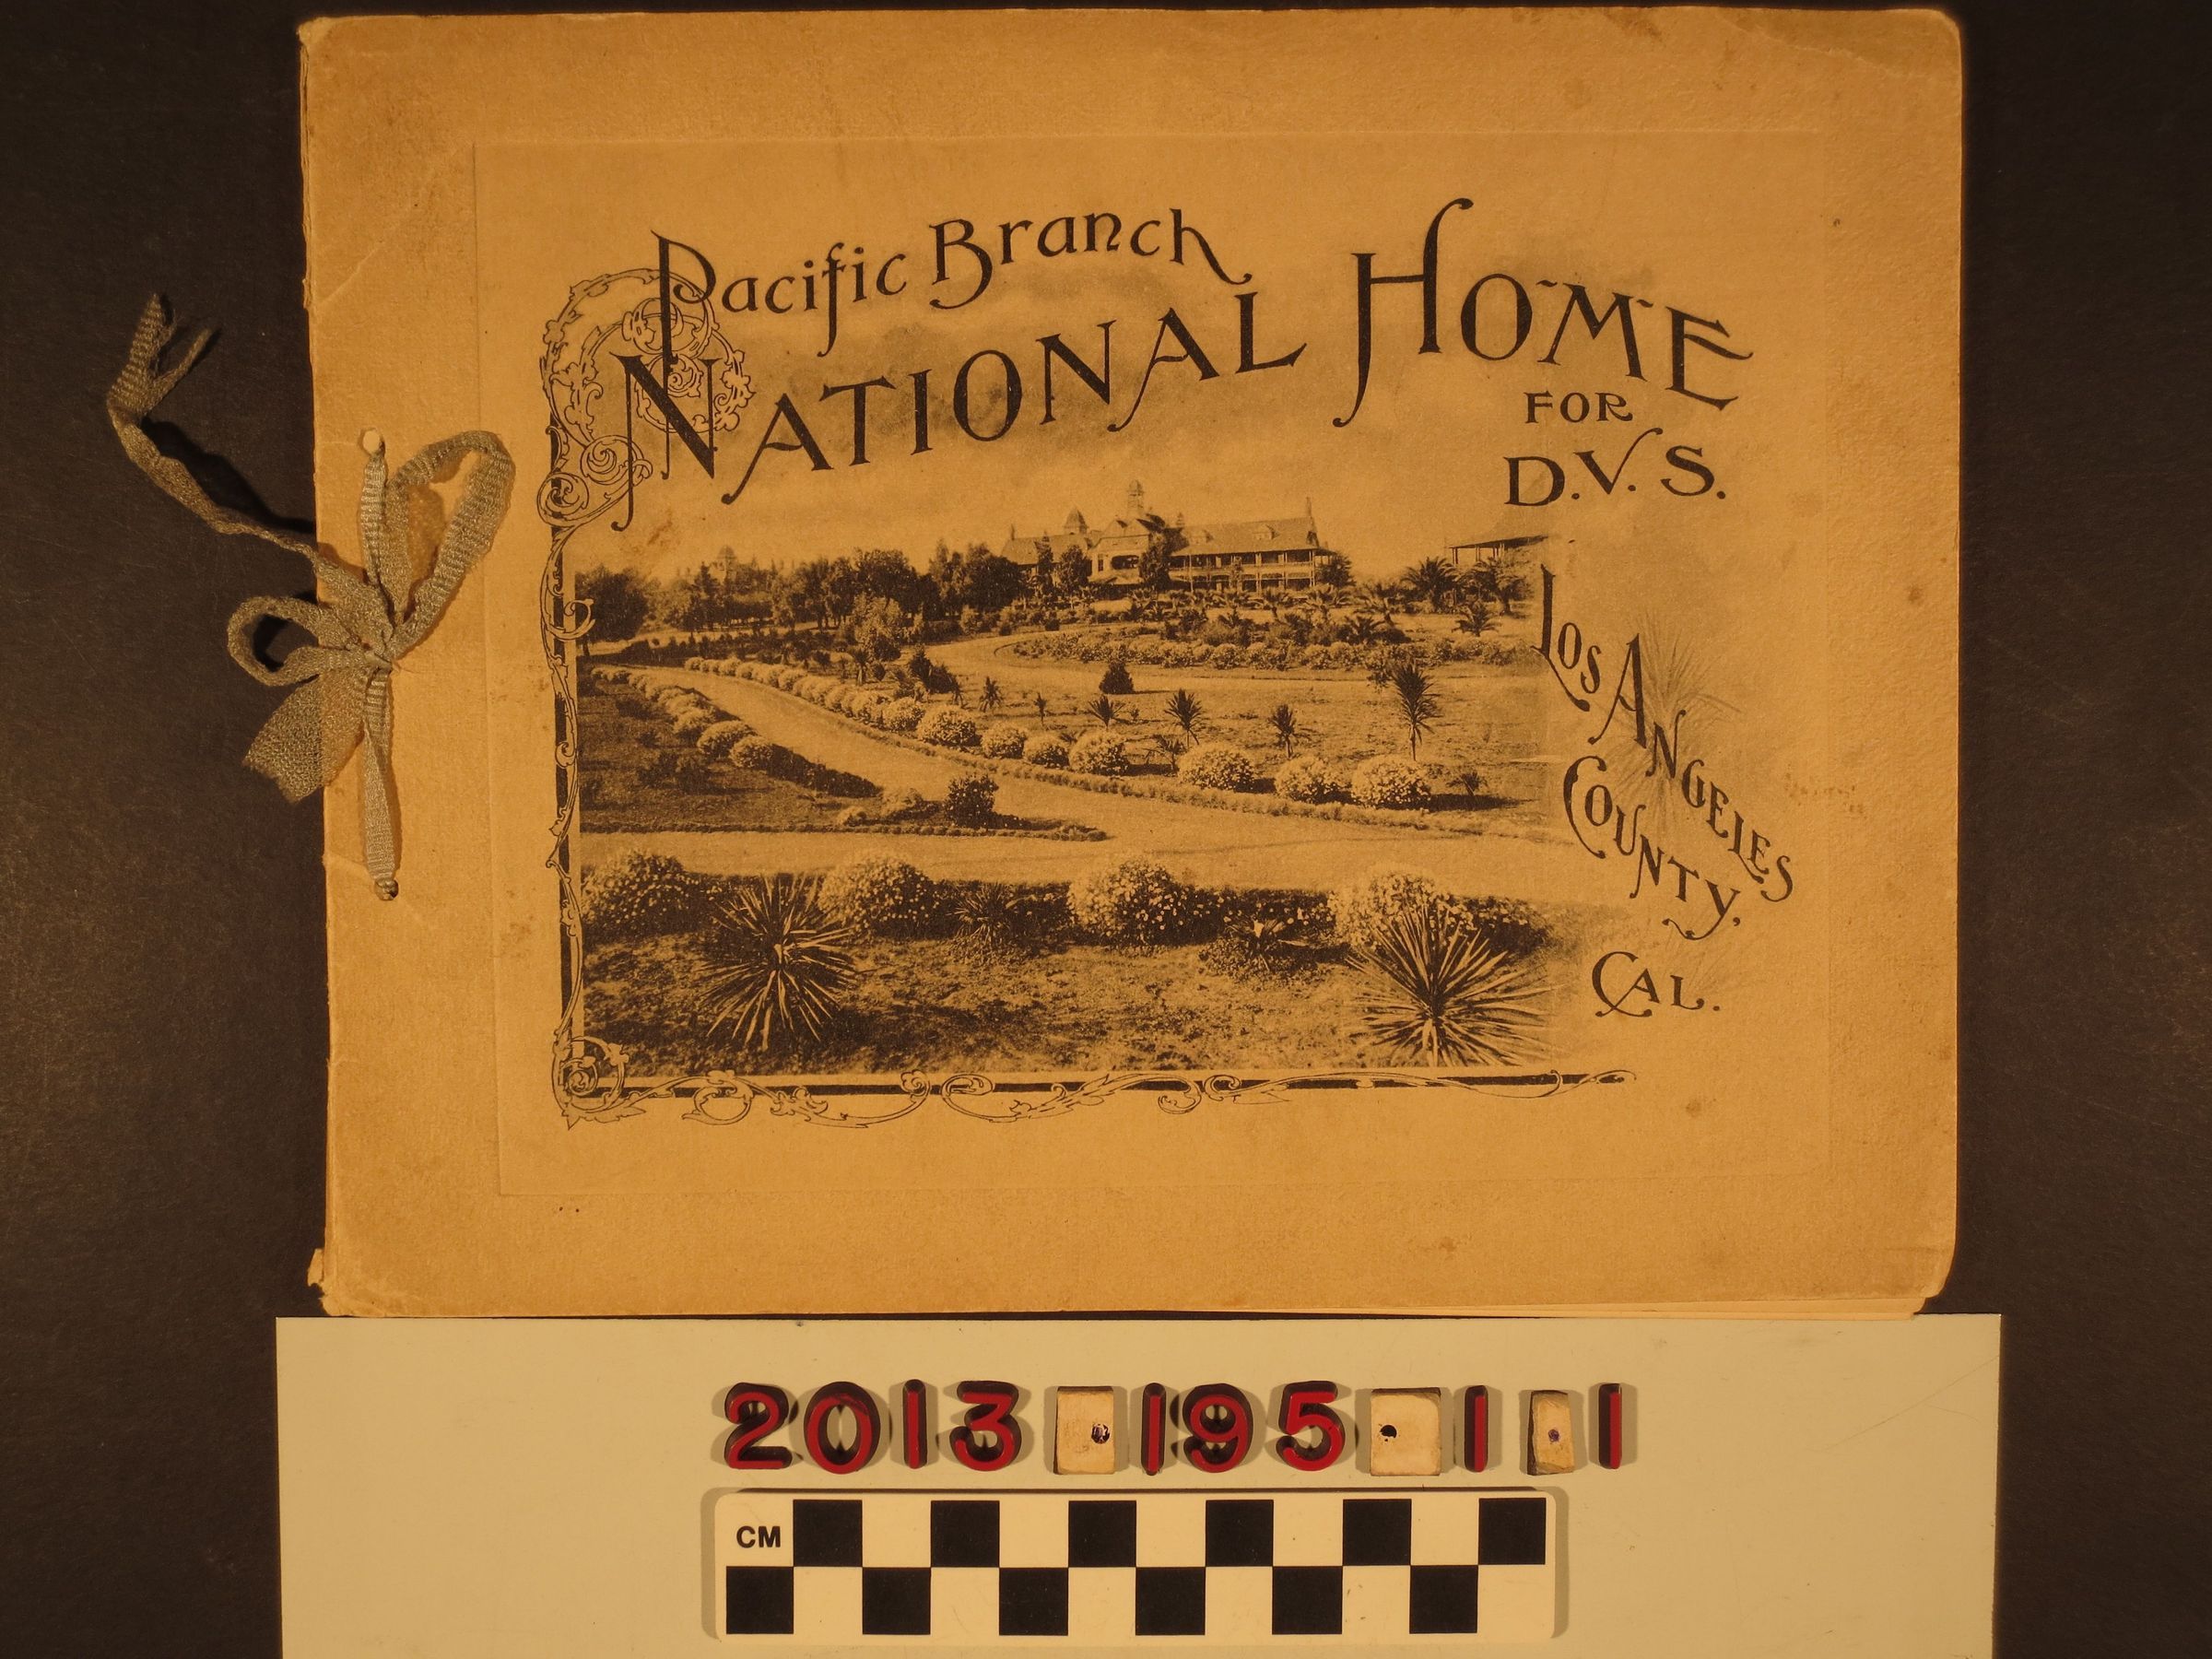 Pacific Branch
NATIONAL HOME
FOR
D.V.S.
LOS ANGELES
COUNTY,
CAL.
2013.195.1.1
CM